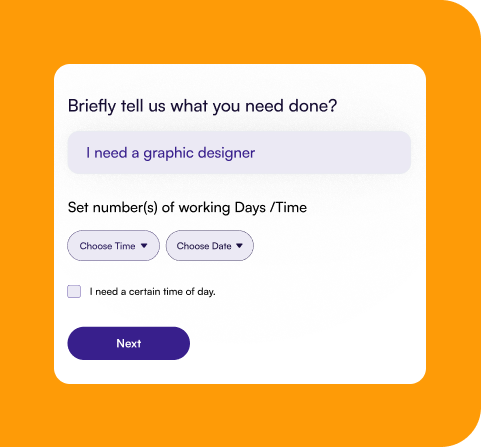 Briefly tell us what you need done?
I need a graphic designer
Set number(s) of working Days /Time
Choose Time
Choose Date
I need a certain time of day.
Next